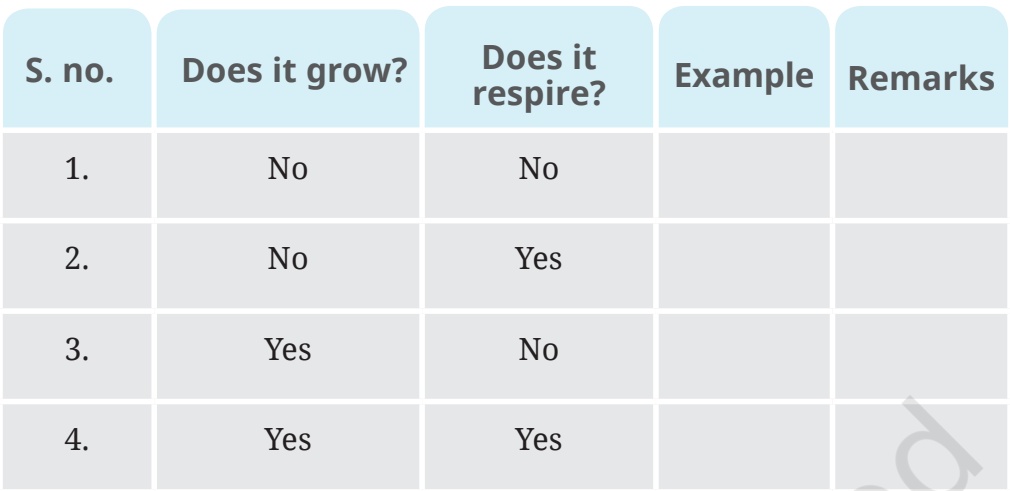 S. no. Does it grow? Does it respire? Example Remarks
1. No No
2. No Yes
3. Yes No
4. Yes Yes